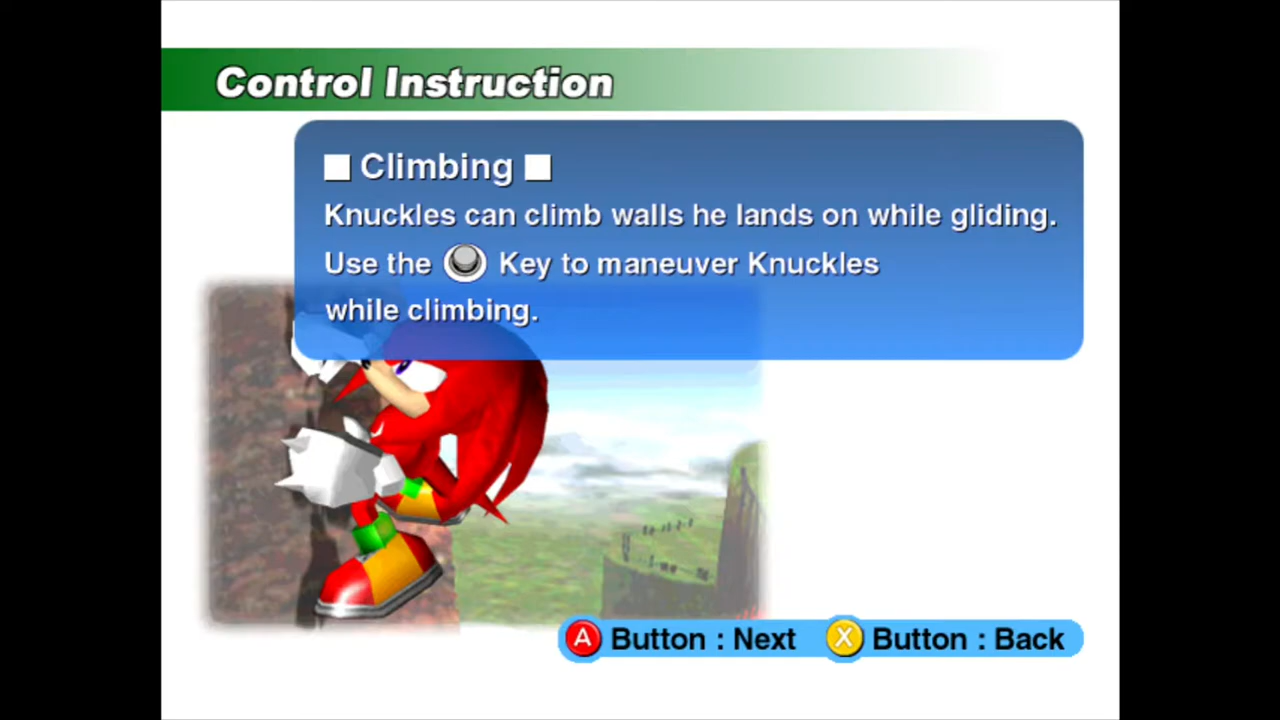 Control Instruction
■ Climbing ■
Knuckles can climb walls he lands on while gliding.
Use the Key to maneuver Knuckles
while climbing.
A Button : Next X Button : Back